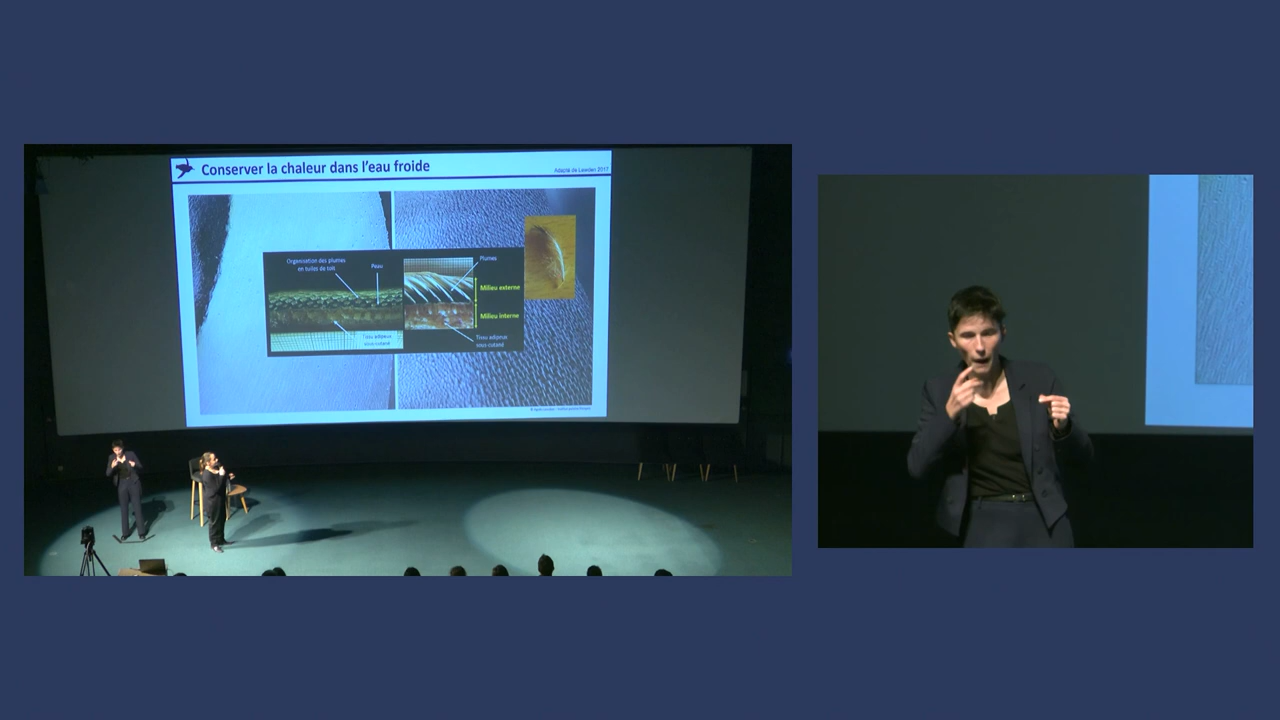 Conserver la chaleur dans l'eau froide
Adapté de Lewden 2017
Organisation des plumes
en tuiles de toit
Peau
Tissu adipeux
sous-cutané
Plumes
Milieu externe
Milieu interne
Tissu adipeux
sous-cutané